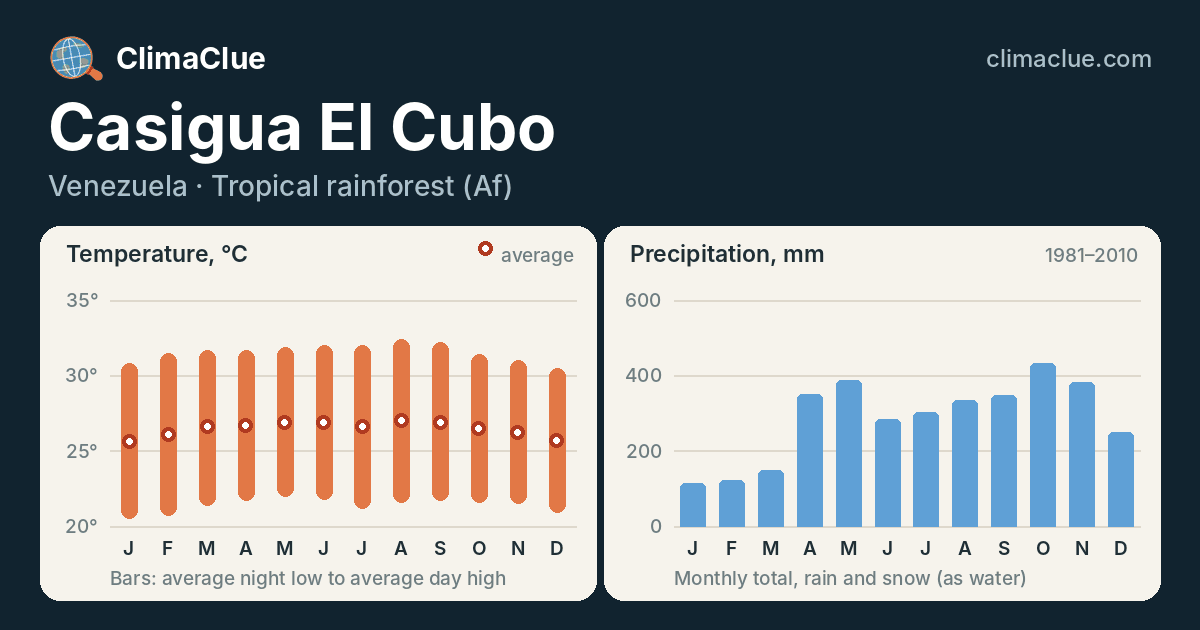 ClimaClue
climaclue.com
Casigua El Cubo
Venezuela · Tropical rainforest (Af)
Temperature, °C
average
35°
30°
25°
20°
J F M A M J J A S O N D
Bars: average night low to average day high
Precipitation, mm
1981–2010
600
400
200
0
J F M A M J J A S O N D
Monthly total, rain and snow (as water)